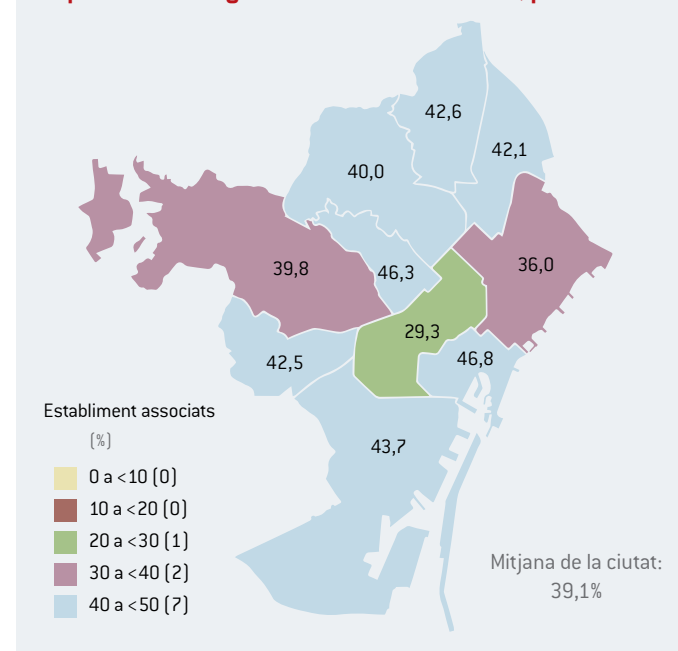 42,6
42,1
40,0
39,8
46,3
36,0
29,3
42,5
46,8
43,7
Establiment associats
(%)
0 a <10 (0)
10 a <20 (0)
20 a <30 (1)
30 a <40 (2)
40 a <50 (7)
Mitjana de la ciutat:
39,1%